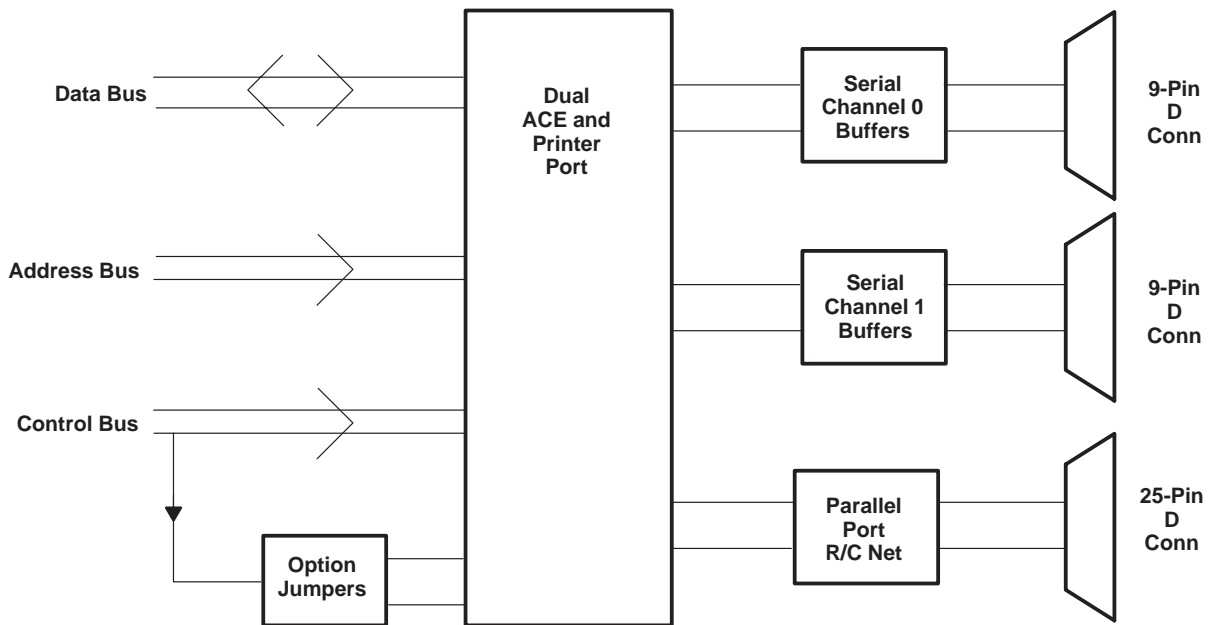 Data Bus
Address Bus
Control Bus
Option
Jumpers
Dual
ACE and
Printer
Port
Serial
Channel 0
Buffers
9-Pin
D
Conn
Serial
Channel 1
Buffers
9-Pin
D
Conn
Parallel
Port
R/C Net
25-Pin
D
Conn